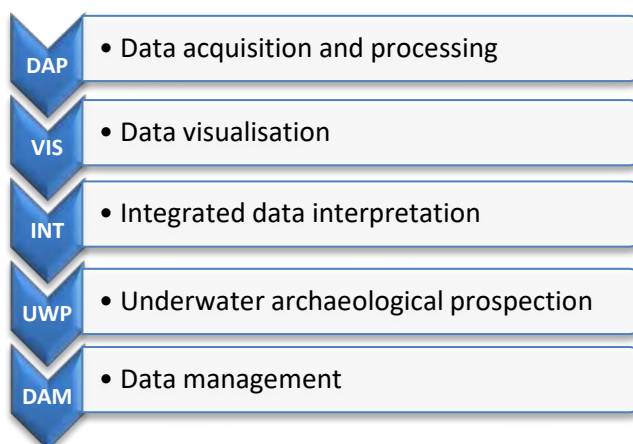 DAP
• Data acquisition and processing
VIS
• Data visualisation
INT
• Integrated data interpretation
UWP
• Underwater archaeological prospection
DAM
• Data management